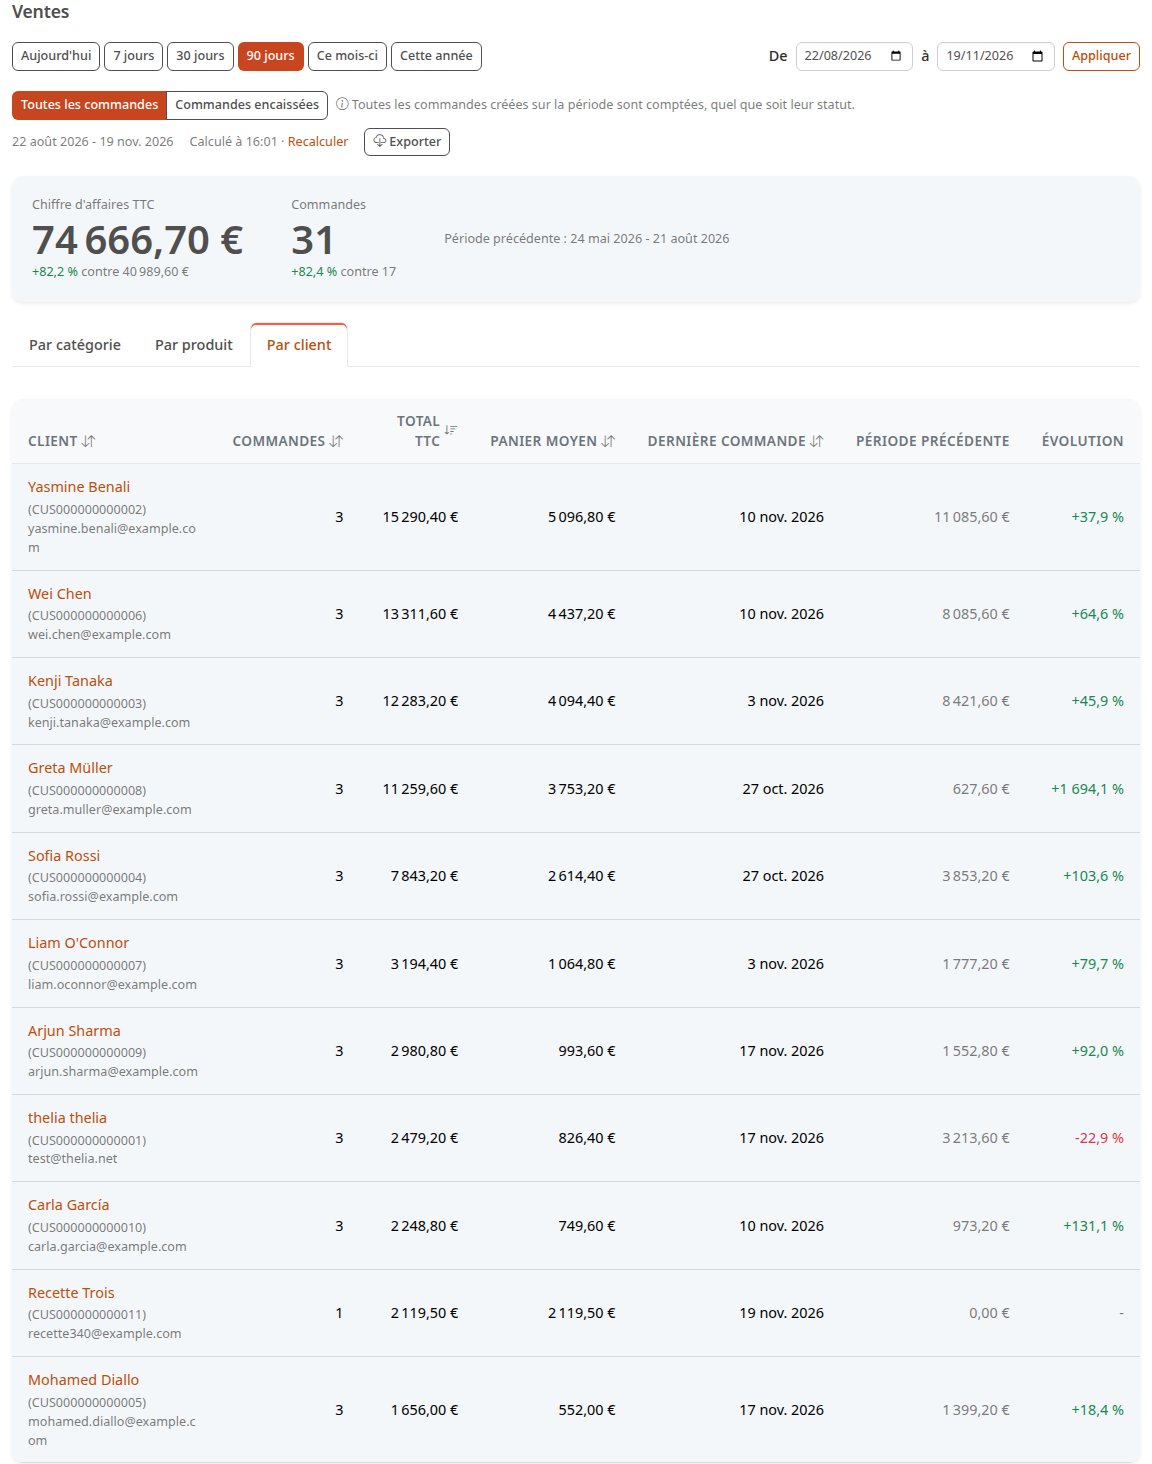 Ventes
Aujourd'hui 7 jours 30 jours 90 jours Ce mois-ci Cette année De 22/08/2026 à 19/11/2026 Appliquer
Toutes les commandes Commandes encaissées Toutes les commandes créées sur la période sont comptées, quel que soit leur statut.
22 août 2026 - 19 nov. 2026 Calculé à 16:01 · Recalculer Exporter
Chiffre d'affaires TTC Commandes
74 666,70 € 31 Période précédente : 24 mai 2026 - 21 août 2026
+82,2 % contre 40 989,60 € +82,4 % contre 17
Par catégorie Par produit Par client
TOTAL
CLIENT COMMANDES TTC PANIER MOYEN DERNIÈRE COMMANDE PÉRIODE PRÉCÉDENTE ÉVOLUTION
Yasmine Benali
(CUS000000000002)
3 15 290,40 € 5 096,80 € 10 nov. 2026 11 085,60 € +37,9 %
yasmine.benali@example.co
m
Wei Chen
(CUS000000000006) 3 13 311,60 € 4 437,20 € 10 nov. 2026 8 085,60 € +64,6 %
wei.chen@example.com
Kenji Tanaka
(CUS000000000003) 3 12 283,20 € 4 094,40 € 3 nov. 2026 8 421,60 € +45,9 %
kenji.tanaka@example.com
Greta Müller
(CUS000000000008) 3 11 259,60 € 3 753,20 € 27 oct. 2026 627,60 € +1 694,1 %
greta.muller@example.com
Sofia Rossi
(CUS000000000004) 3 7 843,20 € 2 614,40 € 27 oct. 2026 3 853,20 € +103,6 %
sofia.rossi@example.com
Liam O'Connor
(CUS000000000007) 3 3 194,40 € 1 064,80 € 3 nov. 2026 1 777,20 € +79,7 %
liam.oconnor@example.com
Arjun Sharma
(CUS000000000009) 3 2 980,80 € 993,60 € 17 nov. 2026 1 552,80 € +92,0 %
arjun.sharma@example.com
thelia thelia
(CUS000000000001) 3 2 479,20 € 826,40 € 17 nov. 2026 3 213,60 € -22,9 %
test@thelia.net
Carla García
(CUS000000000010) 3 2 248,80 € 749,60 € 10 nov. 2026 973,20 € +131,1 %
carla.garcia@example.com
Recette Trois
(CUS000000000011) 1 2 119,50 € 2 119,50 € 19 nov. 2026 0,00 € -
recette340@example.com
Mohamed Diallo
(CUS000000000005)
3 1 656,00 € 552,00 € 17 nov. 2026 1 399,20 € +18,4 %
mohamed.diallo@example.c
om